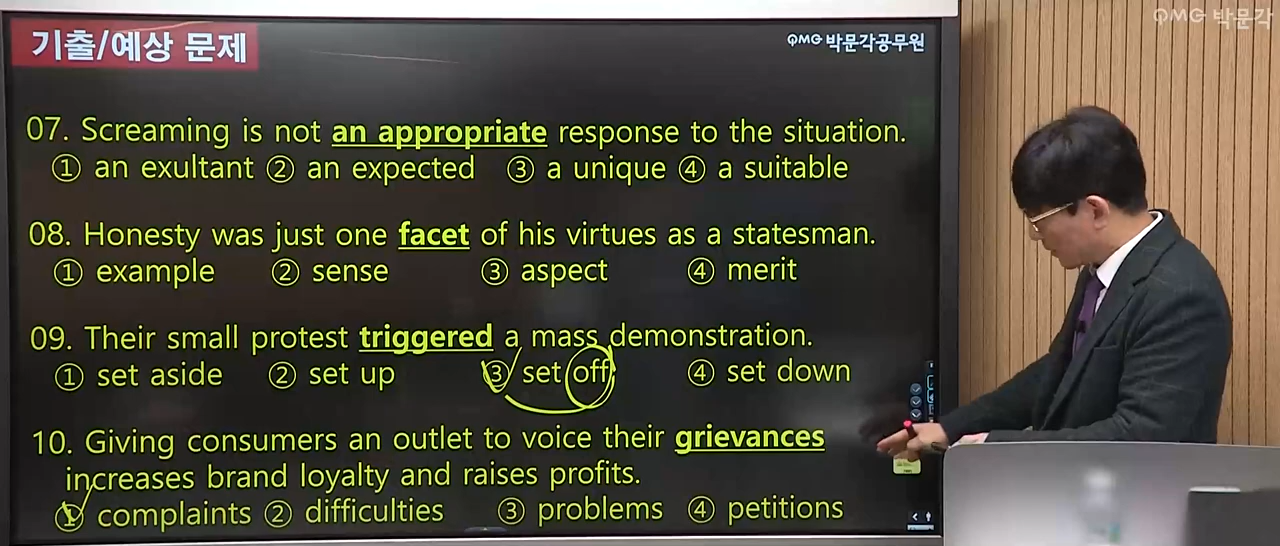 기출/예상 문제
QMG 박문각공무원
QMG 박문각
07. Screaming is not an appropriate response to the situation.
① an exultant ② an expected ③ a unique ④ a suitable
08. Honesty was just one facet of his virtues as a statesman.
① example ② sense ③ aspect ④ merit
09. Their small protest triggered a mass demonstration.
① set aside ② set up ③ set off ④ set down
10. Giving consumers an outlet to voice their grievances
increases brand loyalty and raises profits.
① complaints ② difficulties ③ problems ④ petitions